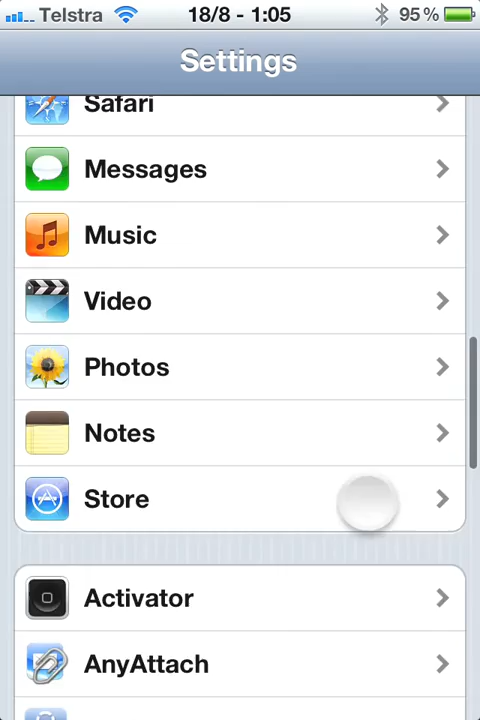 Telstra 18/8 - 1:05 95%
Settings
Safari
Messages
Music
Video
Photos
Notes
Store
Activator
AnyAttach